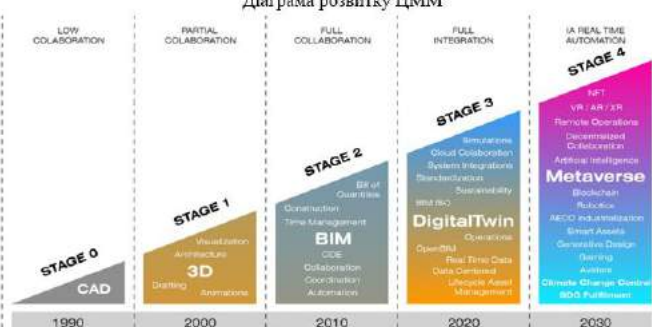 Діаграма розвитку ЦММ
LOW
COLABORATION
PARTIAL
COLABORATION
FULL
COLLABORATION
FULL
INTEGRATION
IA REAL TIME
AUTOMATION
STAGE 0
CAD
STAGE 1
Visualization
Architecture
3D
Drafting
Animations
STAGE 2
Bill of
Quantities
Construction
Time Management
BIM
CDE
Collaboration
Coordination
Automation
STAGE 3
Simulations
Cloud Colaboration
System Integrations
Standardization
Sustainability
DigitalTwin
Operations
OpenBIM
Real Time Data
Data Centered
Lifecycle Asset
Management
STAGE 4
NFT
VR / AR / XR
Remote Operations
Decentralized
Collaboration
Artificial Intelligence
Metaverse
Blockchain
Robotics
AECO Industrialization
Smart Assets
Generative Design
Gaming
Avatars
Climate Change Control
SDG Fulfilment
1990
2000
2010
2020
2030